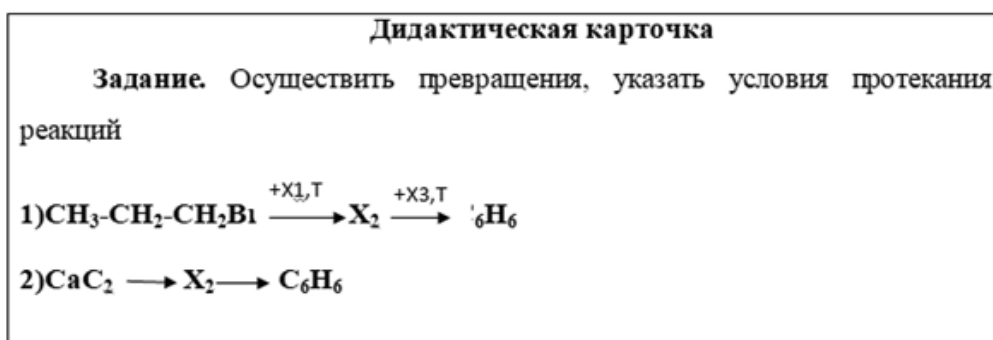 Дидактическая карточка
Задание. Осуществить превращения, указать условия протекания
реакций
+X1,T +X3,T
1)CH₃-CH₂-CH₂B X₂ ₆H₆
2)CaC₂ X₂ C₆H₆